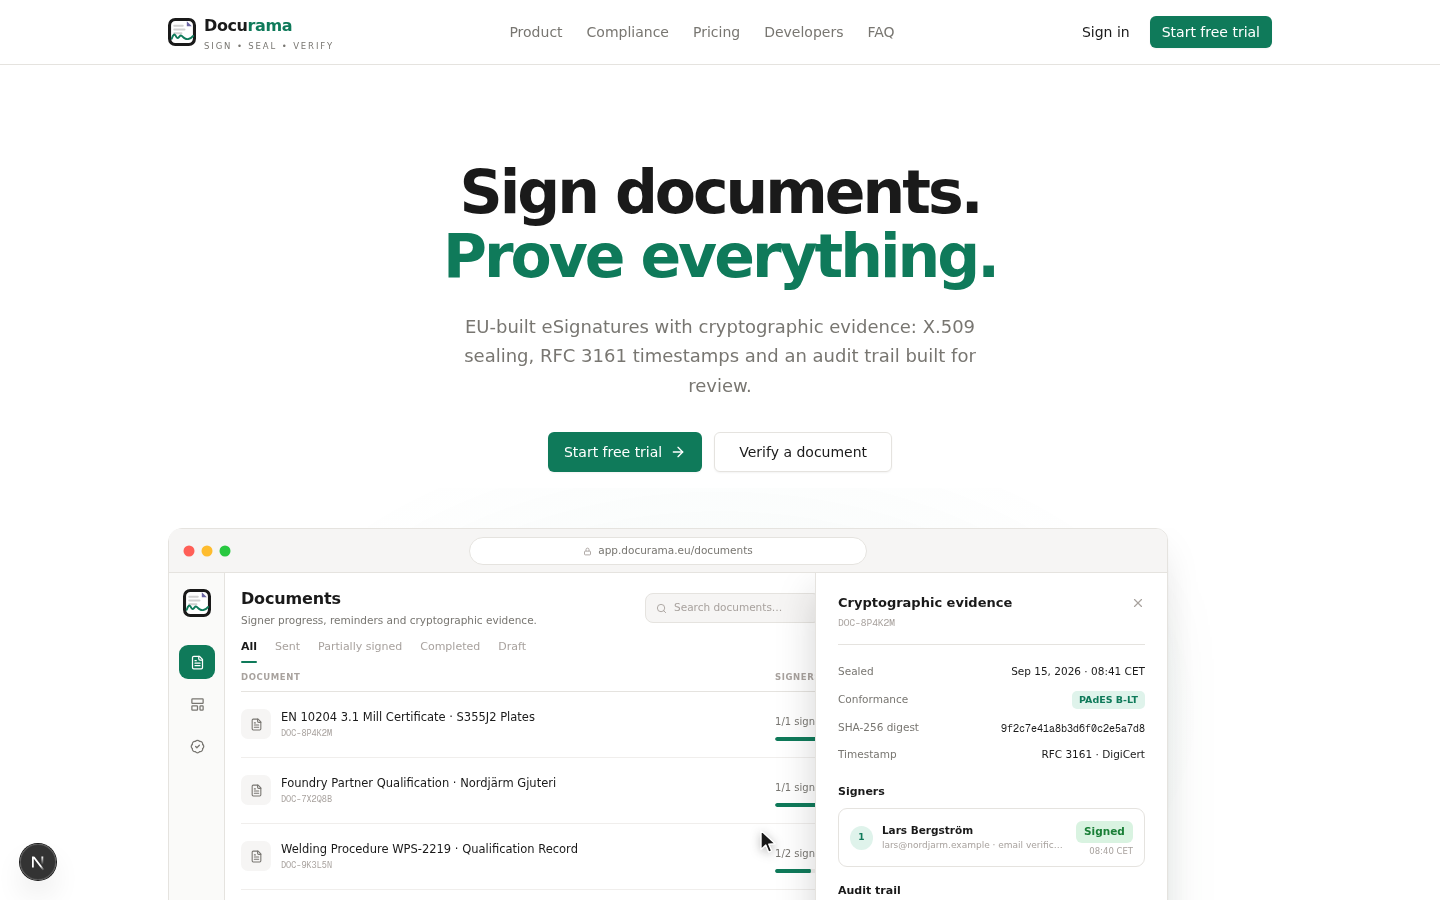 Docurama
SIGN • SEAL • VERIFY
Product
Compliance
Pricing
Developers
FAQ
Sign in
Start free trial
Sign documents.
Prove everything.
EU-built eSignatures with cryptographic evidence: X.509
sealing, RFC 3161 timestamps and an audit trail built for
review.
Start free trial
Verify a document
app.docurama.eu/documents
Documents
Signer progress, reminders and cryptographic evidence.
Search documents...
All
Sent
Partially signed
Completed
Draft
DOCUMENT
SIGNER
EN 10204 3.1 Mill Certificate · S355J2 Plates
DOC-8P4K2M
1/1 sign
Foundry Partner Qualification · Nordjärm Gjuteri
DOC-7X2Q8B
1/1 sign
Welding Procedure WPS-2219 · Qualification Record
DOC-9K3L5N
1/2 sign
Cryptographic evidence
DOC-8P4K2M
Sealed
Sep 15, 2026 · 08:41 CET
Conformance
PAdES B-LT
SHA-256 digest
9f2c7e41a8b3d6f0c2e5a7d8
Timestamp
RFC 3161 · DigiCert
Signers
1
Lars Bergström
lars@nordjarm.example · email verific...
Signed
08:40 CET
Audit trail
N